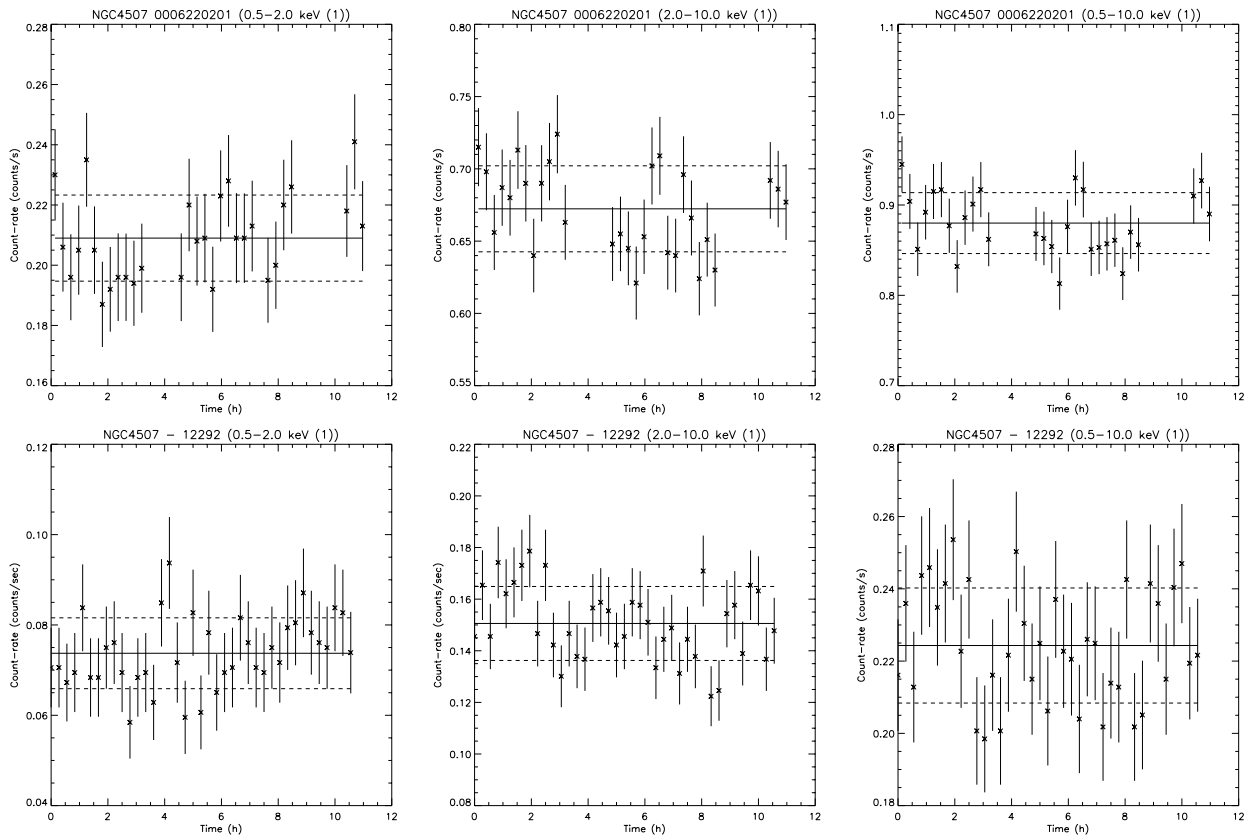 NGC4507 0006220201 (0.5−2.0 keV (1))
0.28
0.26
0.24
0.22
0.20
0.18
0.16
Count−rate (counts/s)
0 2 4 6 8 10 12
Time (h)
NGC4507 0006220201 (2.0−10.0 keV (1))
0.80
0.75
0.70
0.65
0.60
0.55
Count−rate (counts/s)
0 2 4 6 8 10 12
Time (h)
NGC4507 0006220201 (0.5−10.0 keV (1))
1.1
1.0
0.9
0.8
0.7
Count−rate (counts/s)
0 2 4 6 8 10 12
Time (h)
NGC4507 − 12292 (0.5−2.0 keV (1))
0.12
0.10
0.08
0.06
0.04
Count−rate (counts/sec)
0 2 4 6 8 10 12
Time (h)
NGC4507 − 12292 (2.0−10.0 keV (1))
0.22
0.20
0.18
0.16
0.14
0.12
0.10
0.08
Count−rate (counts/sec)
0 2 4 6 8 10 12
Time (h)
NGC4507 − 12292 (0.5−10.0 keV (1))
0.28
0.26
0.24
0.22
0.20
0.18
Count−rate (counts/s)
0 2 4 6 8 10 12
Time (h)